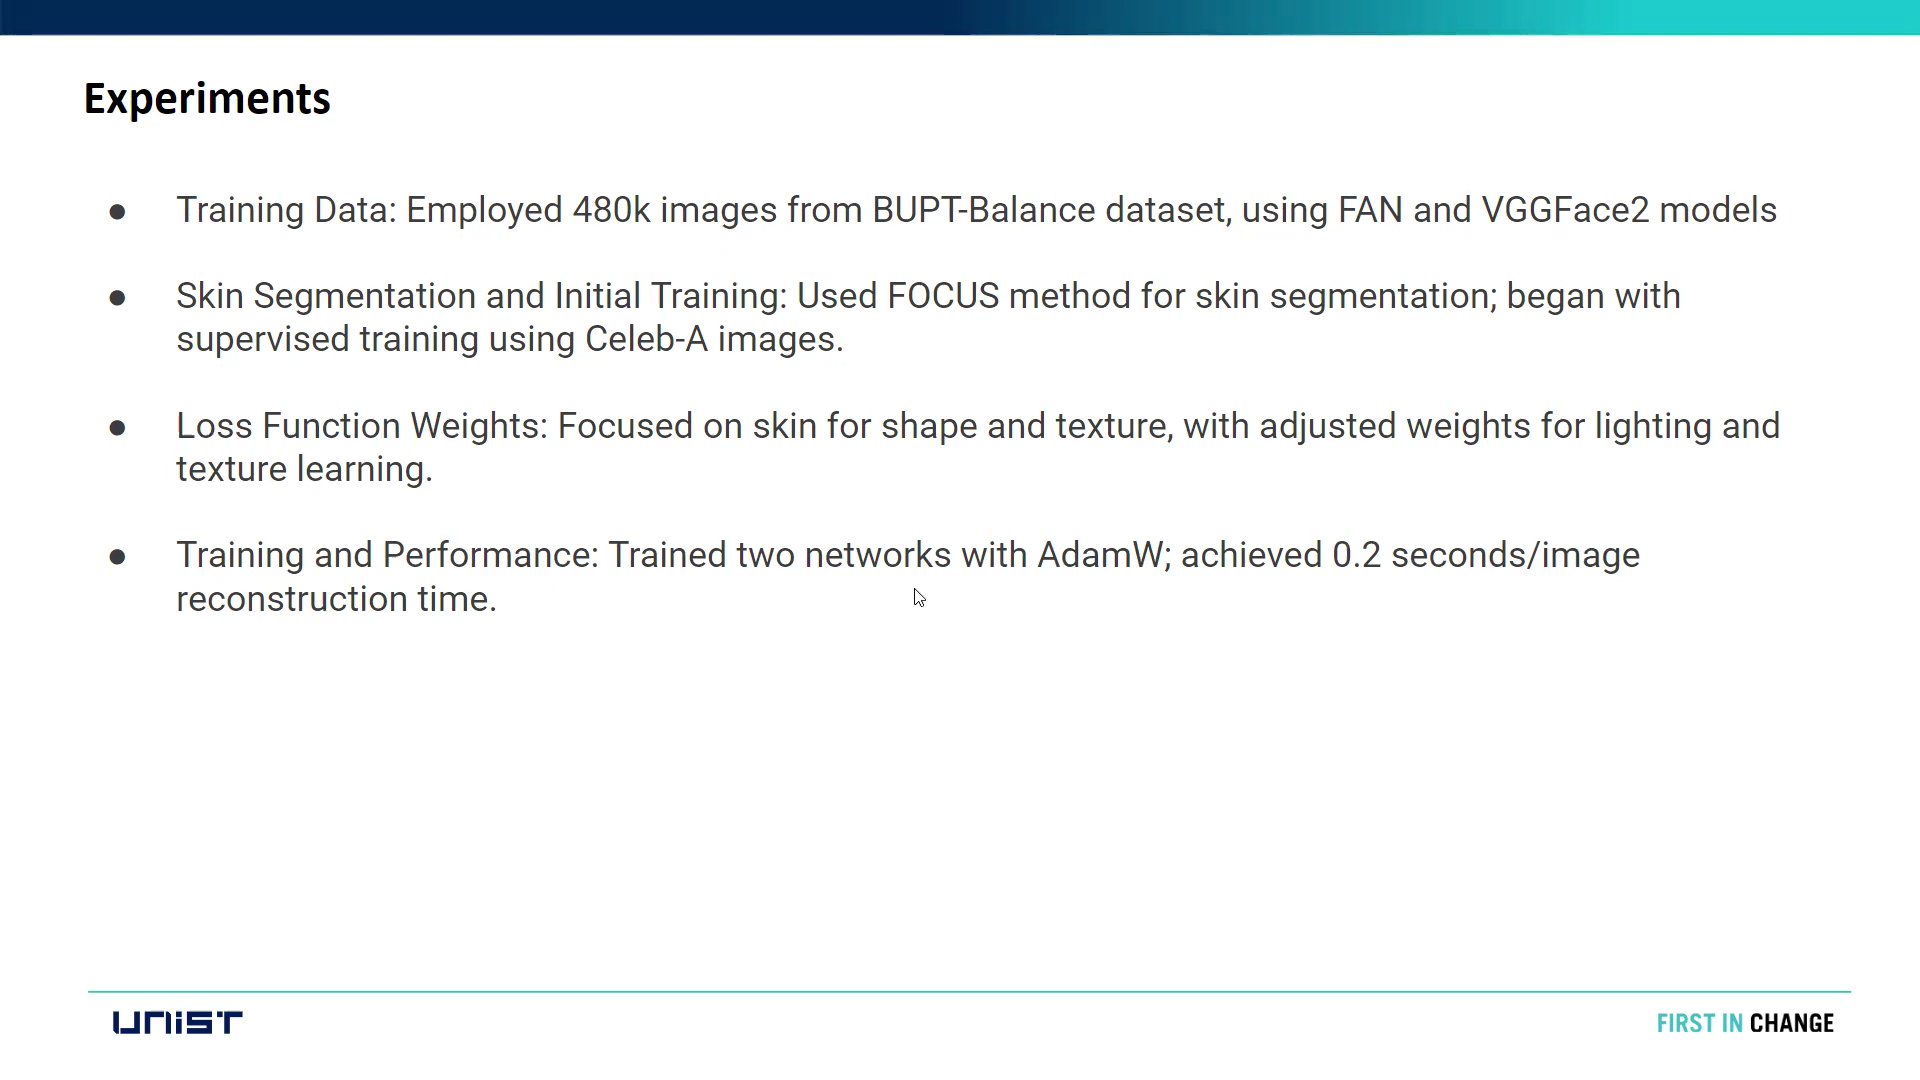 Experiments
● Training Data: Employed 480k images from BUPT-Balance dataset, using FAN and VGGFace2 models
● Skin Segmentation and Initial Training: Used FOCUS method for skin segmentation; began with
supervised training using Celeb-A images.
● Loss Function Weights: Focused on skin for shape and texture, with adjusted weights for lighting and
texture learning.
● Training and Performance: Trained two networks with AdamW; achieved 0.2 seconds/image
reconstruction time.
UNIST
FIRST IN CHANGE